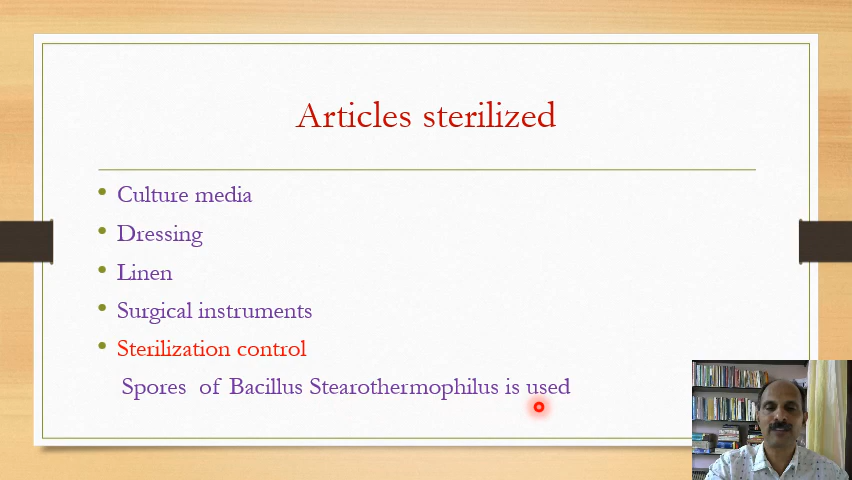 Articles sterilized
Culture media
Dressing
Linen
Surgical instruments
Sterilization control
Spores of Bacillus Stearothermophilus is used